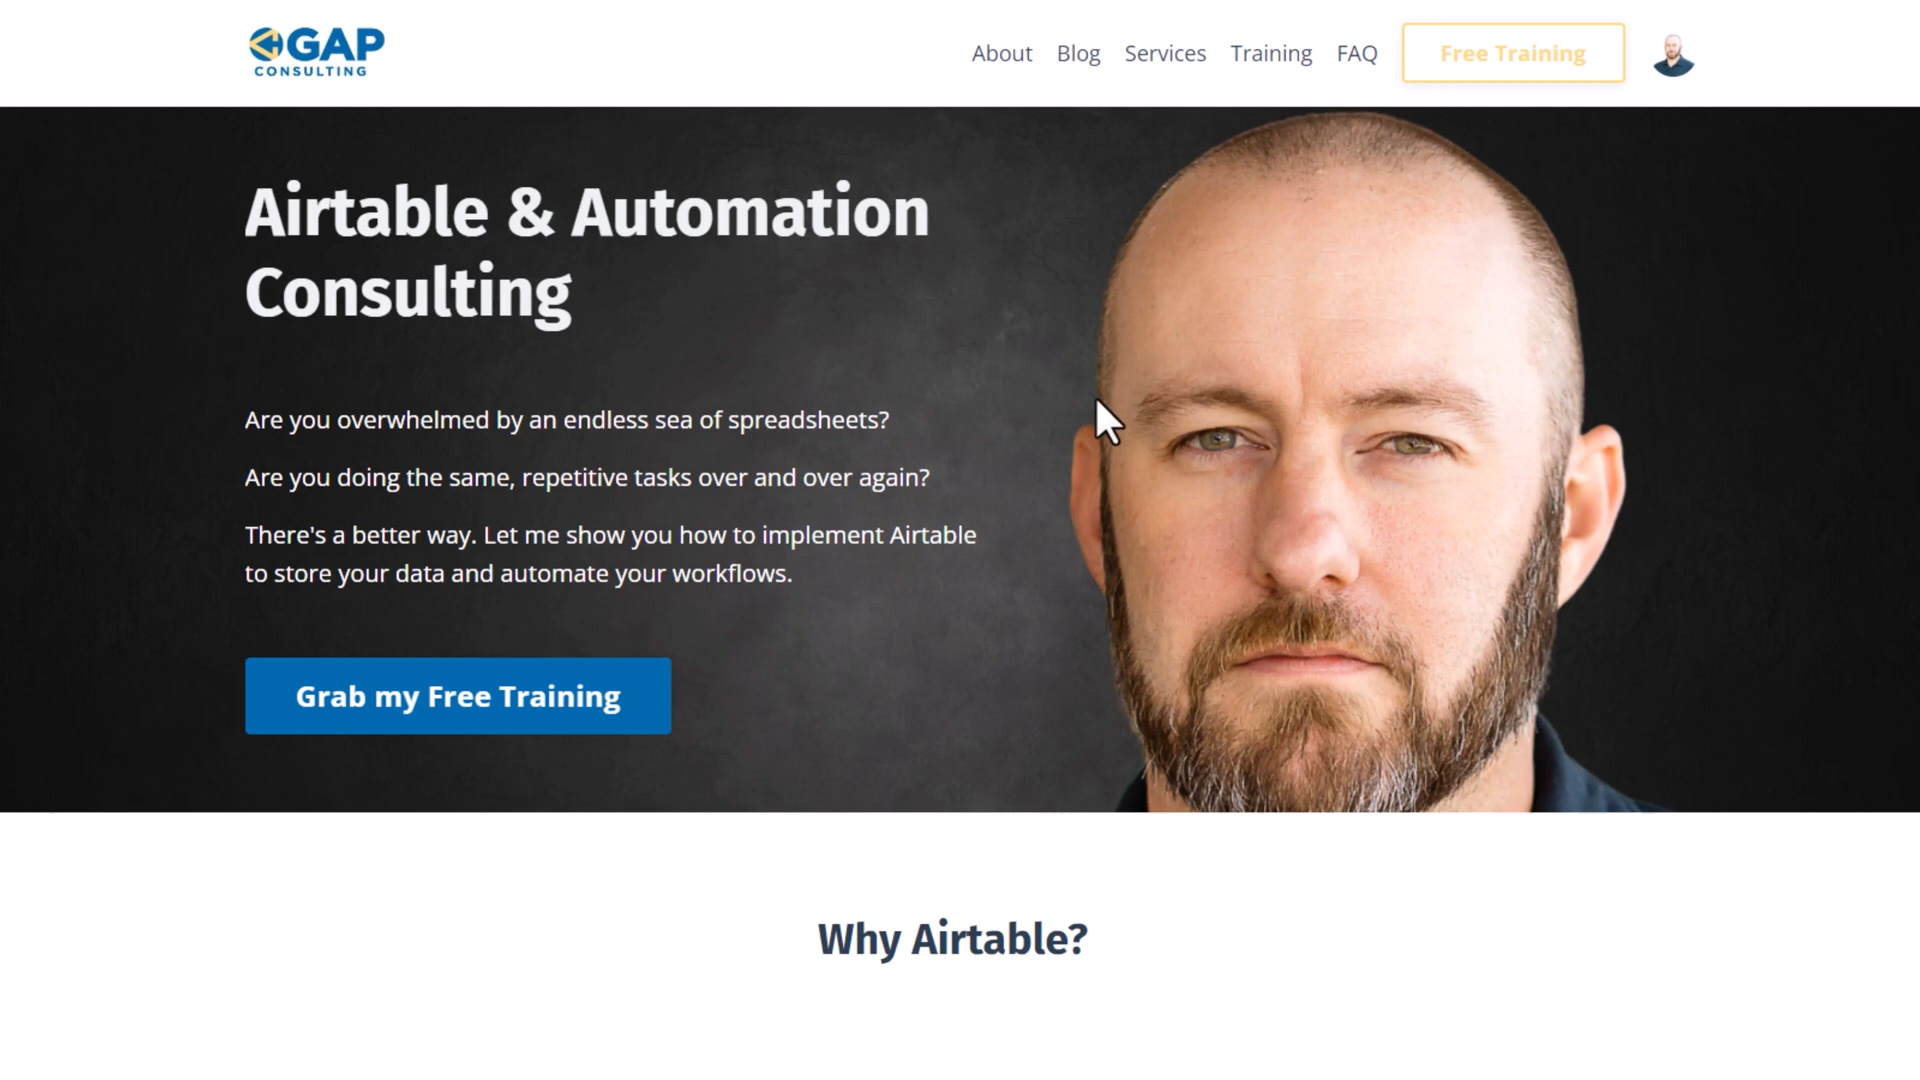 GAP
CONSULTING
About Blog Services Training FAQ Free Training
Airtable & Automation
Consulting
Are you overwhelmed by an endless sea of spreadsheets?
Are you doing the same, repetitive tasks over and over again?
There's a better way. Let me show you how to implement Airtable
to store your data and automate your workflows.
Grab my Free Training
Why Airtable?